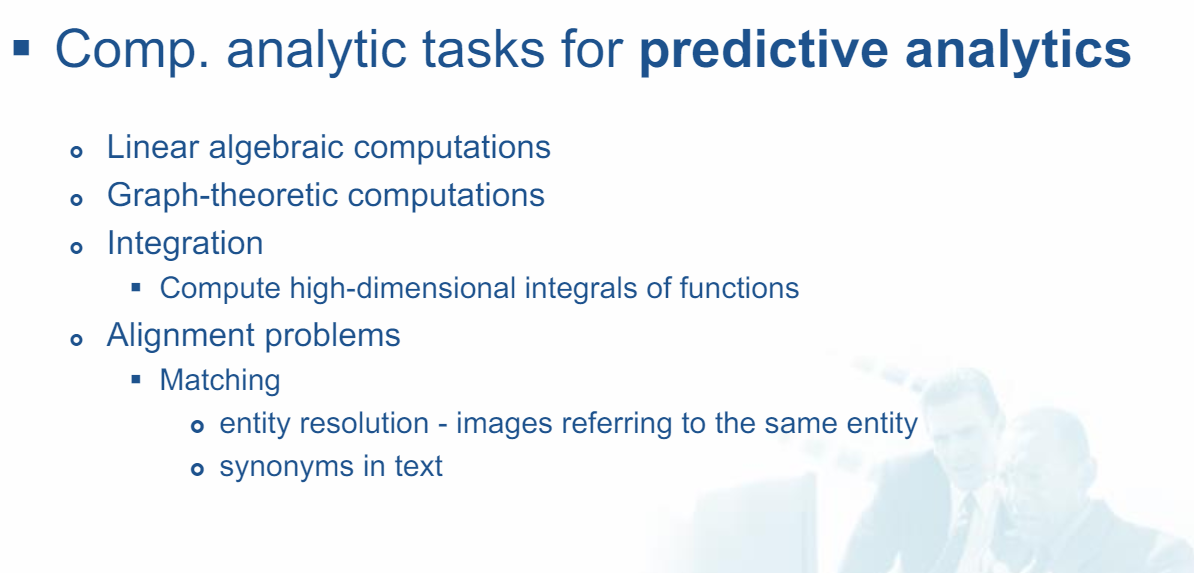 Comp. analytic tasks for predictive analytics
Linear algebraic computations
Graph-theoretic computations
Integration
Compute high-dimensional integrals of functions
Alignment problems
Matching
entity resolution - images referring to the same entity
synonyms in text